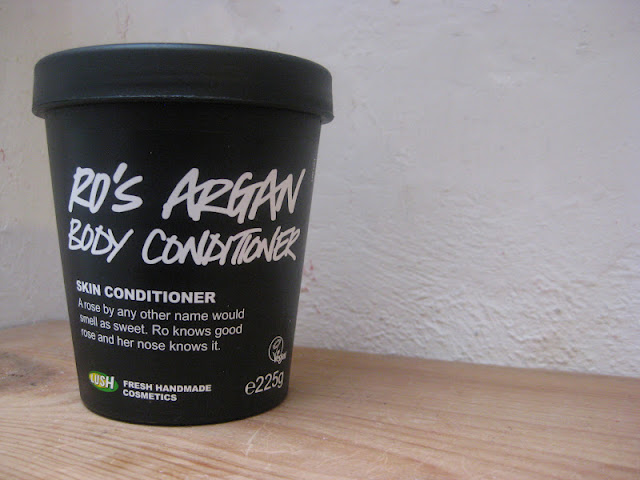 RO'S ARGAN
BODY CONDITIONER
SKIN CONDITIONER
A rose by any other name would
smell as sweet. Ro knows good
rose and her nose knows it.
Vegan
LUSH
FRESH HANDMADE
COSMETICS
e225g